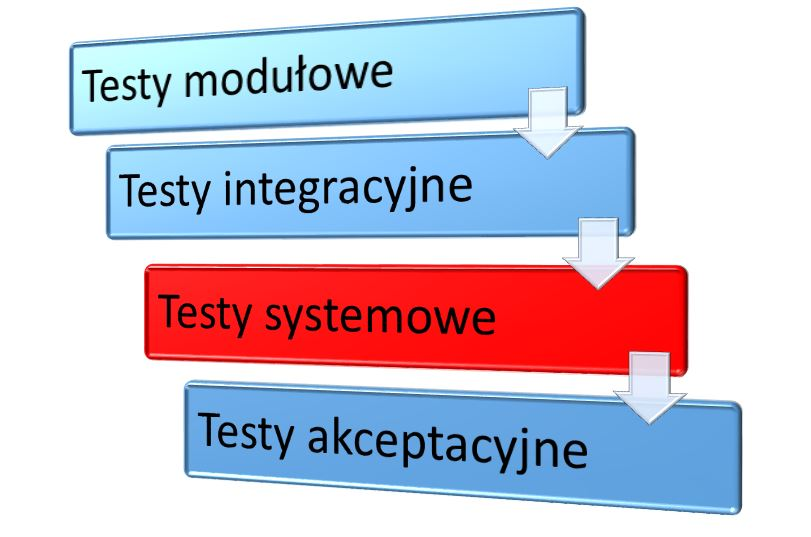 Testy modułowe
Testy integracyjne
Testy systemowe
Testy akceptacyjne